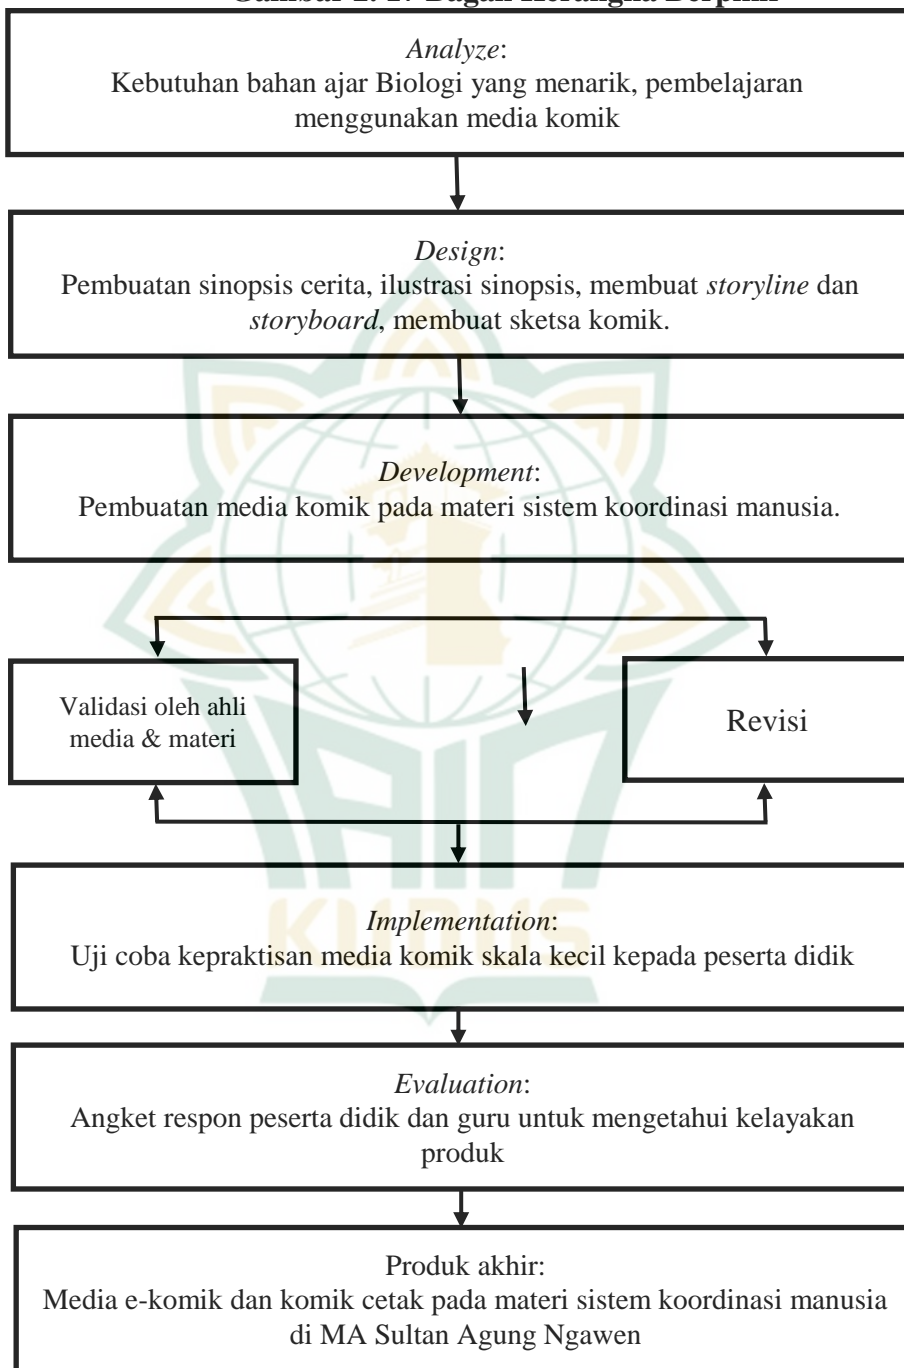 Analyze:
Kebutuhan bahan ajar Biologi yang menarik, pembelajaran
menggunakan media komik
Design:
Pembuatan sinopsis cerita, ilustrasi sinopsis, membuat storyline dan
storyboard, membuat sketsa komik.
Development:
Pembuatan media komik pada materi sistem koordinasi manusia.
Validasi oleh ahli
media & materi
Revisi
IAIN
KUDUS
Implementation:
Uji coba kepraktisan media komik skala kecil kepada peserta didik
Evaluation:
Angket respon peserta didik dan guru untuk mengetahui kelayakan
produk
Produk akhir:
Media e-komik dan komik cetak pada materi sistem koordinasi manusia
di MA Sultan Agung Ngawen